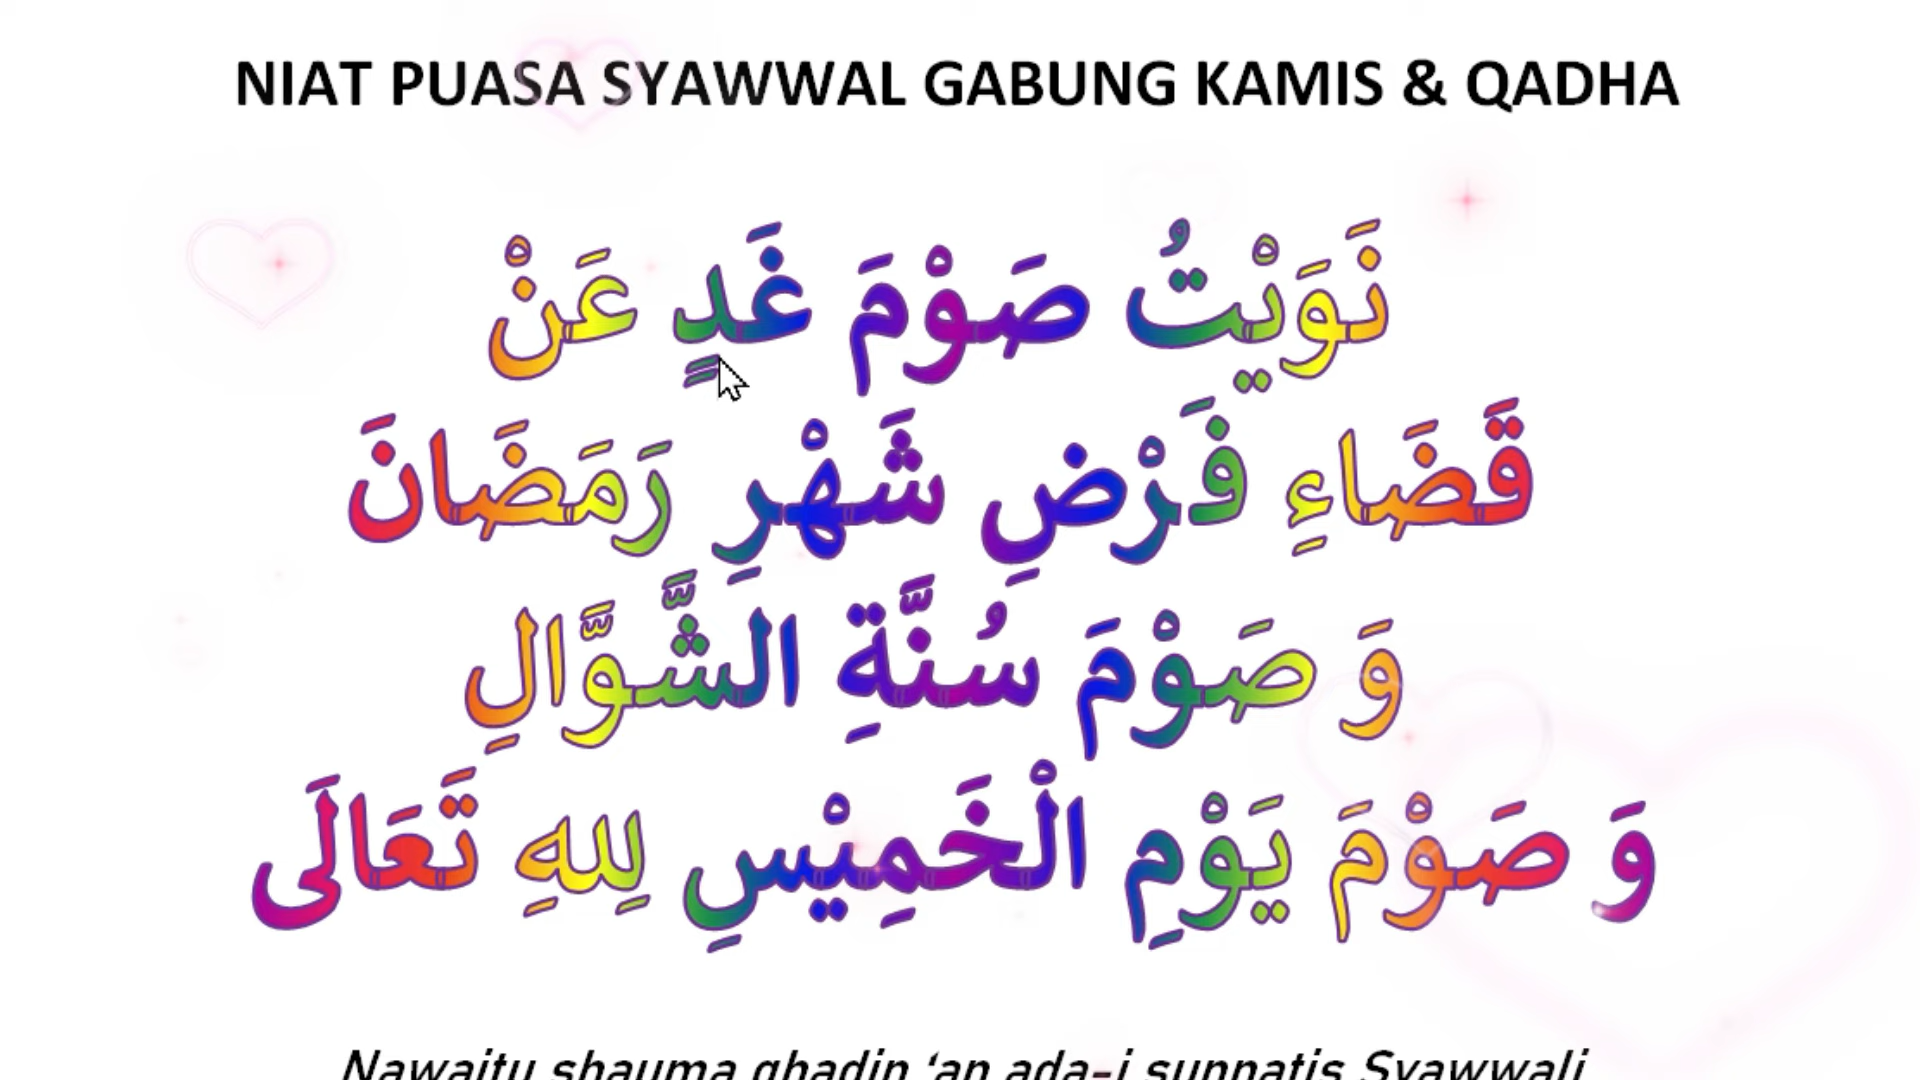 NIAT PUASA SYAWWAL GABUNG KAMIS & QADHA
نَوَيْتُ صَوْمَ غَدٍ عَنْ
قَضَاءِ فَرْضِ شَهْرِ رَمَضَانَ
وَ صَوْمَ سُنَّةِ الشَّوَّالِ
وَ صَوْمَ يَوْمِ الْخَمِيْسِ لِلهِ تَعَالَى
Nawaitu shauma ghadin ‘an ada-i sunnatis Syawwali